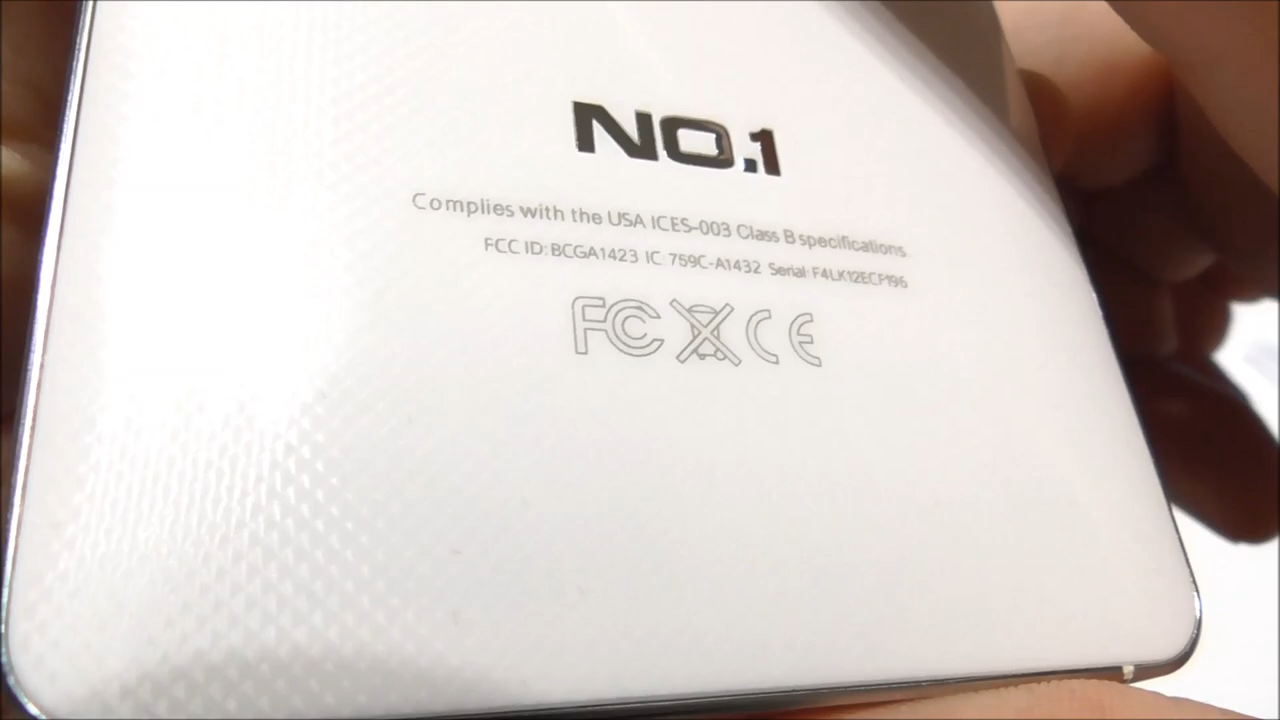 NO.1
Complies with the USA ICES-003 Class B specifications.
FCC ID: BCGA1423 IC 759C-A1432 Serial: F4LK12ECF196
FC CE